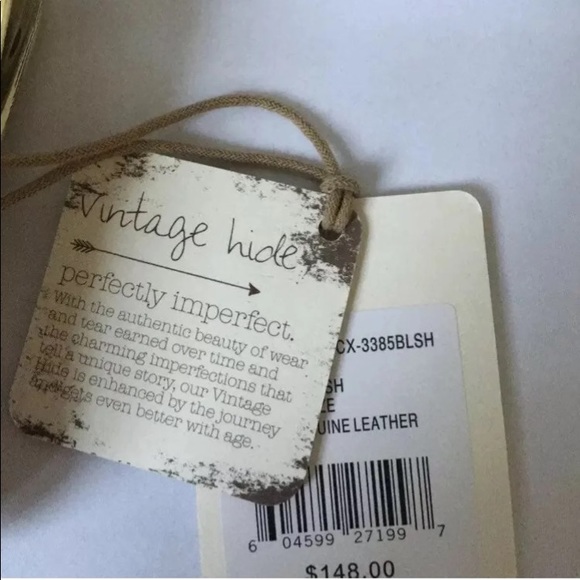 Vintage hide
perfectly imperfect.
With the authentic beauty of wear
and tear earned over time and
the charming imperfections that
tell a unique story, our Vintage
Hide is enhanced by the journey
and gets even better with age.
CX-3385BLSH
SH
LE
UINE LEATHER
6 04599 27199 7
$148.00